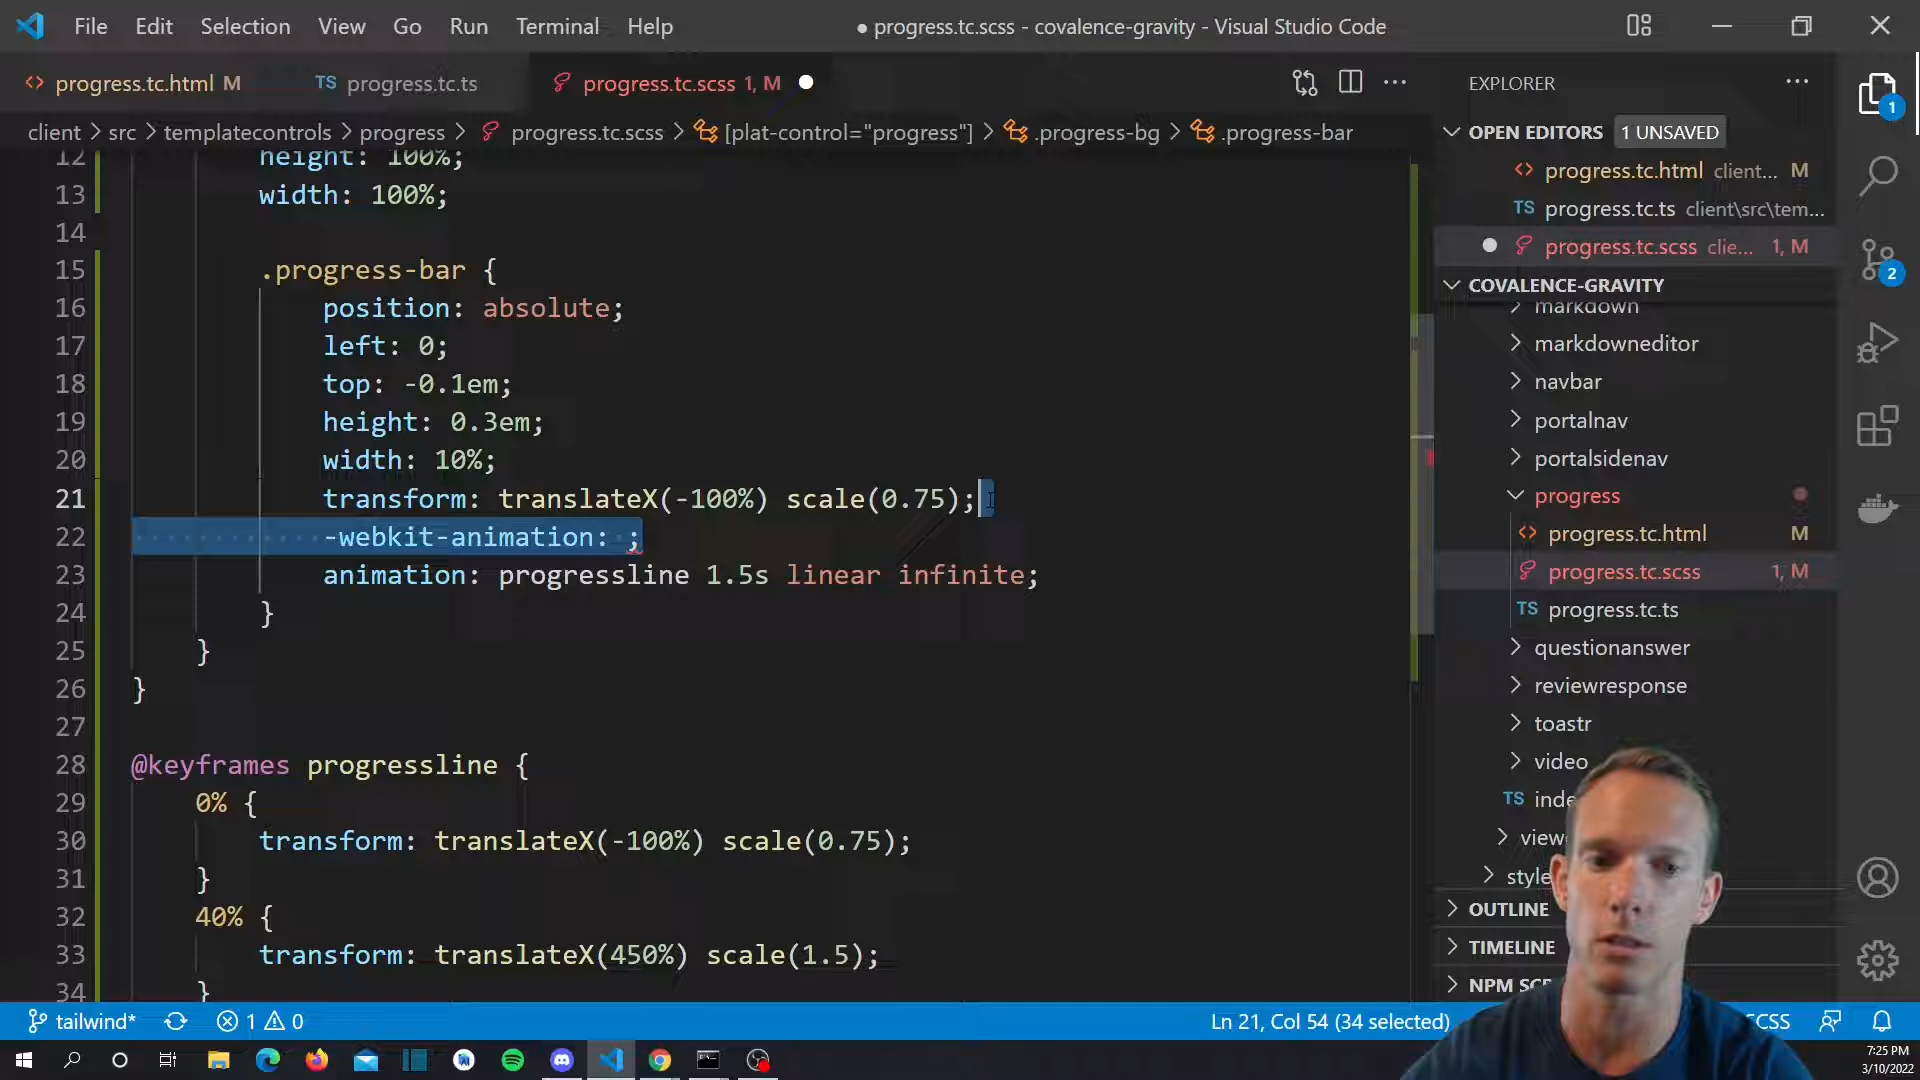 File Edit Selection View Go Run Terminal Help
● progress.tc.scss - covalence-gravity - Visual Studio Code
progress.tc.html M
TS progress.tc.ts
progress.tc.scss 1, M
EXPLORER
client > src > templatecontrols > progress > progress.tc.scss > [plat-control="progress"] > .progress-bg > .progress-bar
OPEN EDITORS 1 UNSAVED
progress.tc.html client... M
TS progress.tc.ts client\src\tem...
progress.tc.scss clie... 1, M
COVALENCE-GRAVITY
markdown
markdowneditor
navbar
portalnav
portalsidenav
progress
progress.tc.html M
progress.tc.scss 1, M
TS progress.tc.ts
questionanswer
reviewresponse
toastr
video
TS inde
view
style
OUTLINE
TIMELINE
NPM SC
1
2
12 height: 100%;
13 width: 100%;
14
15 .progress-bar {
16 position: absolute;
17 left: 0;
18 top: -0.1em;
19 height: 0.3em;
20 width: 10%;
21 transform: translateX(-100%) scale(0.75);
22 -webkit-animation: ;
23 animation: progressline 1.5s linear infinite;
24 }
25 }
26 }
27
28 @keyframes progressline {
29 0% {
30 transform: translateX(-100%) scale(0.75);
31 }
32 40% {
33 transform: translateX(450%) scale(1.5);
34 }
tailwind* 1 0 Ln 21, Col 54 (34 selected) SCSS
7:25 PM
3/10/2022